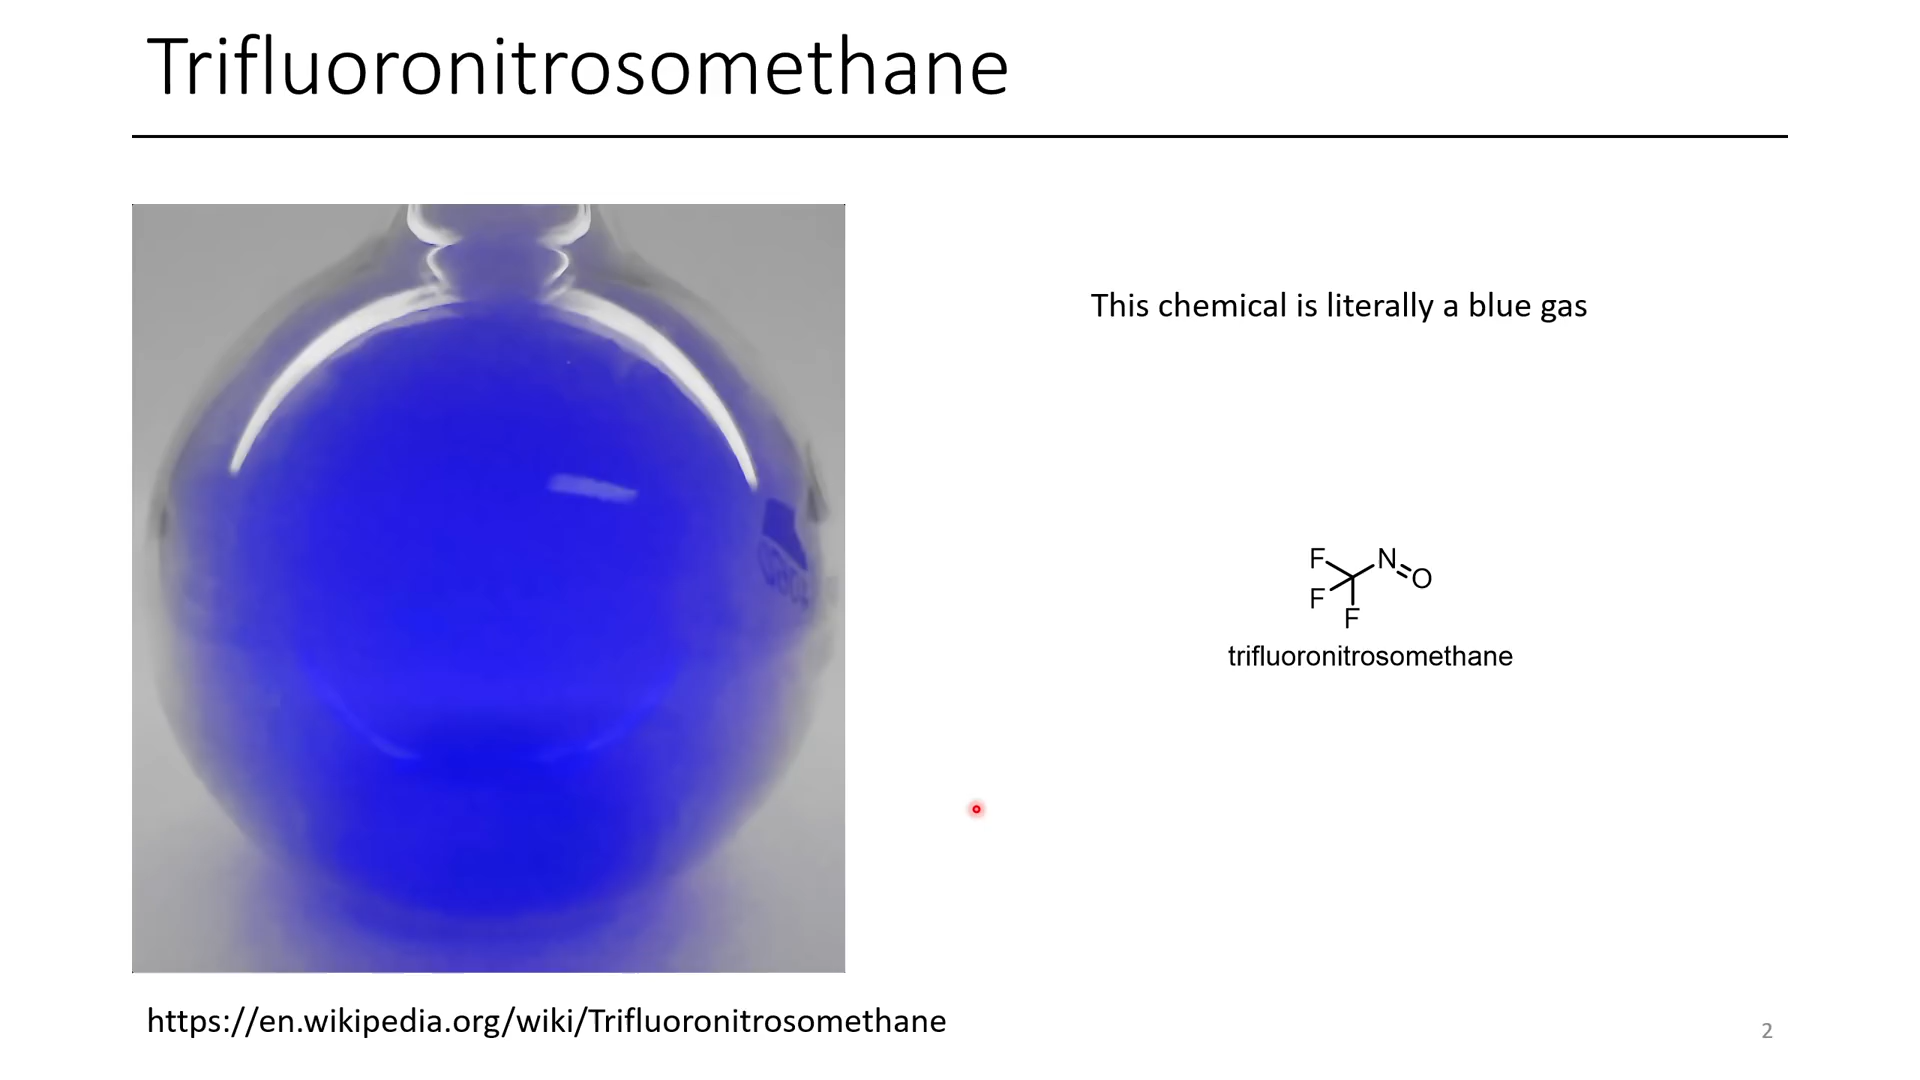 Trifluoronitrosomethane
This chemical is literally a blue gas
F
N
O
F
F
trifluoronitrosomethane
https://en.wikipedia.org/wiki/Trifluoronitrosomethane
2